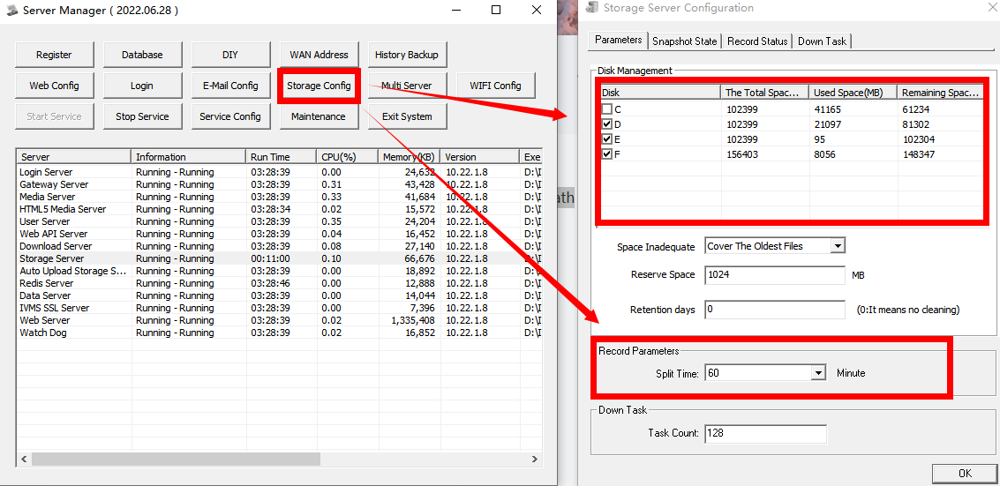 Server Manager ( 2022.06.28 )
Register Database DIY WAN Address History Backup
Web Config Login E-Mail Config Storage Config Multi Server WIFI Config
Start Service Stop Service Service Config Maintenance Exit System
Server Information Run Time CPU(%) Memory(KB) Version Exe
Login Server Running - Running 03:28:39 0.00 24,632 10.22.1.8 D:\I
Gateway Server Running - Running 03:28:39 0.31 43,428 10.22.1.8 D:\I
Media Server Running - Running 03:28:39 0.33 41,684 10.22.1.8 D:\I
HTML5 Media Server Running - Running 03:28:34 0.02 15,572 10.22.1.8 D:\I
User Server Running - Running 03:28:39 0.35 24,204 10.22.1.8 D:\I
Web API Server Running - Running 03:28:39 0.04 16,452 10.22.1.8 D:\I
Download Server Running - Running 03:28:39 0.08 27,140 10.22.1.8 D:\I
Storage Server Running - Running 00:11:00 0.10 66,676 10.22.1.8 D:\I
Auto Upload Storage S... Running - Running 03:28:39 0.00 18,892 10.22.1.8 D:\I
Redis Server Running - Running 03:28:46 0.00 12,888 10.22.1.8 D:\I
Data Server Running - Running 03:28:39 0.00 14,044 10.22.1.8 D:\I
IVMS SSL Server Running - Running 03:28:39 0.00 7,396 10.22.1.8 D:\I
Web Server Running - Running 03:28:39 0.02 1,335,408 10.22.1.8 D:\I
Watch Dog Running - Running 03:28:39 0.02 16,852 10.22.1.8 D:\I
ath
Storage Server Configuration
Parameters Snapshot State Record Status Down Task
Disk Management
Disk The Total Spac... Used Space(MB) Remaining Spac...
C 102399 41165 61234
D 102399 21097 81302
E 102399 95 102304
F 156403 8056 148347
Space Inadequate Cover The Oldest Files
Reserve Space 1024 MB
Retention days 0 (0:It means no cleaning)
Record Parameters
Split Time: 60 Minute
Down Task
Task Count: 128
OK